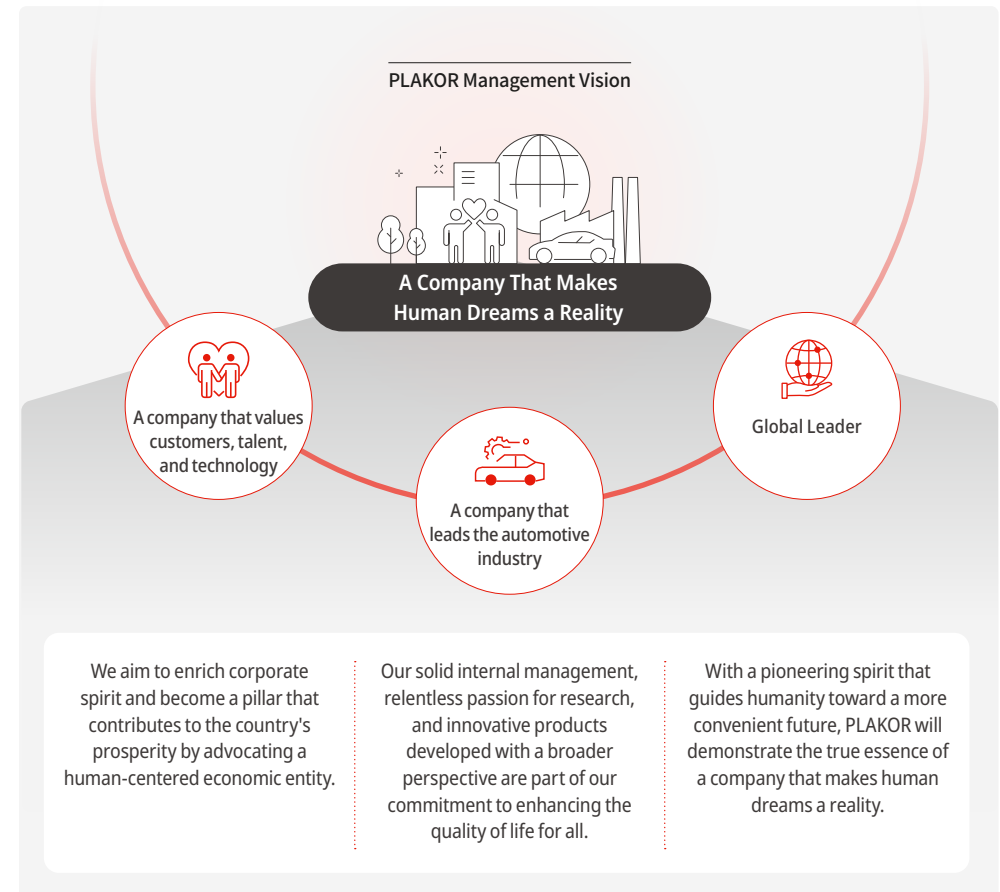 PLAKOR Management Vision
A Company That Makes
Human Dreams a Reality
A company that values
customers, talent,
and technology
A company that
leads the automotive
industry
Global Leader
We aim to enrich corporate
spirit and become a pillar that
contributes to the country's
prosperity by advocating a
human-centered economic entity.
Our solid internal management,
relentless passion for research,
and innovative products
developed with a broader
perspective are part of our
commitment to enhancing the
quality of life for all.
With a pioneering spirit that
guides humanity toward a more
convenient future, PLAKOR will
demonstrate the true essence of
a company that makes human
dreams a reality.